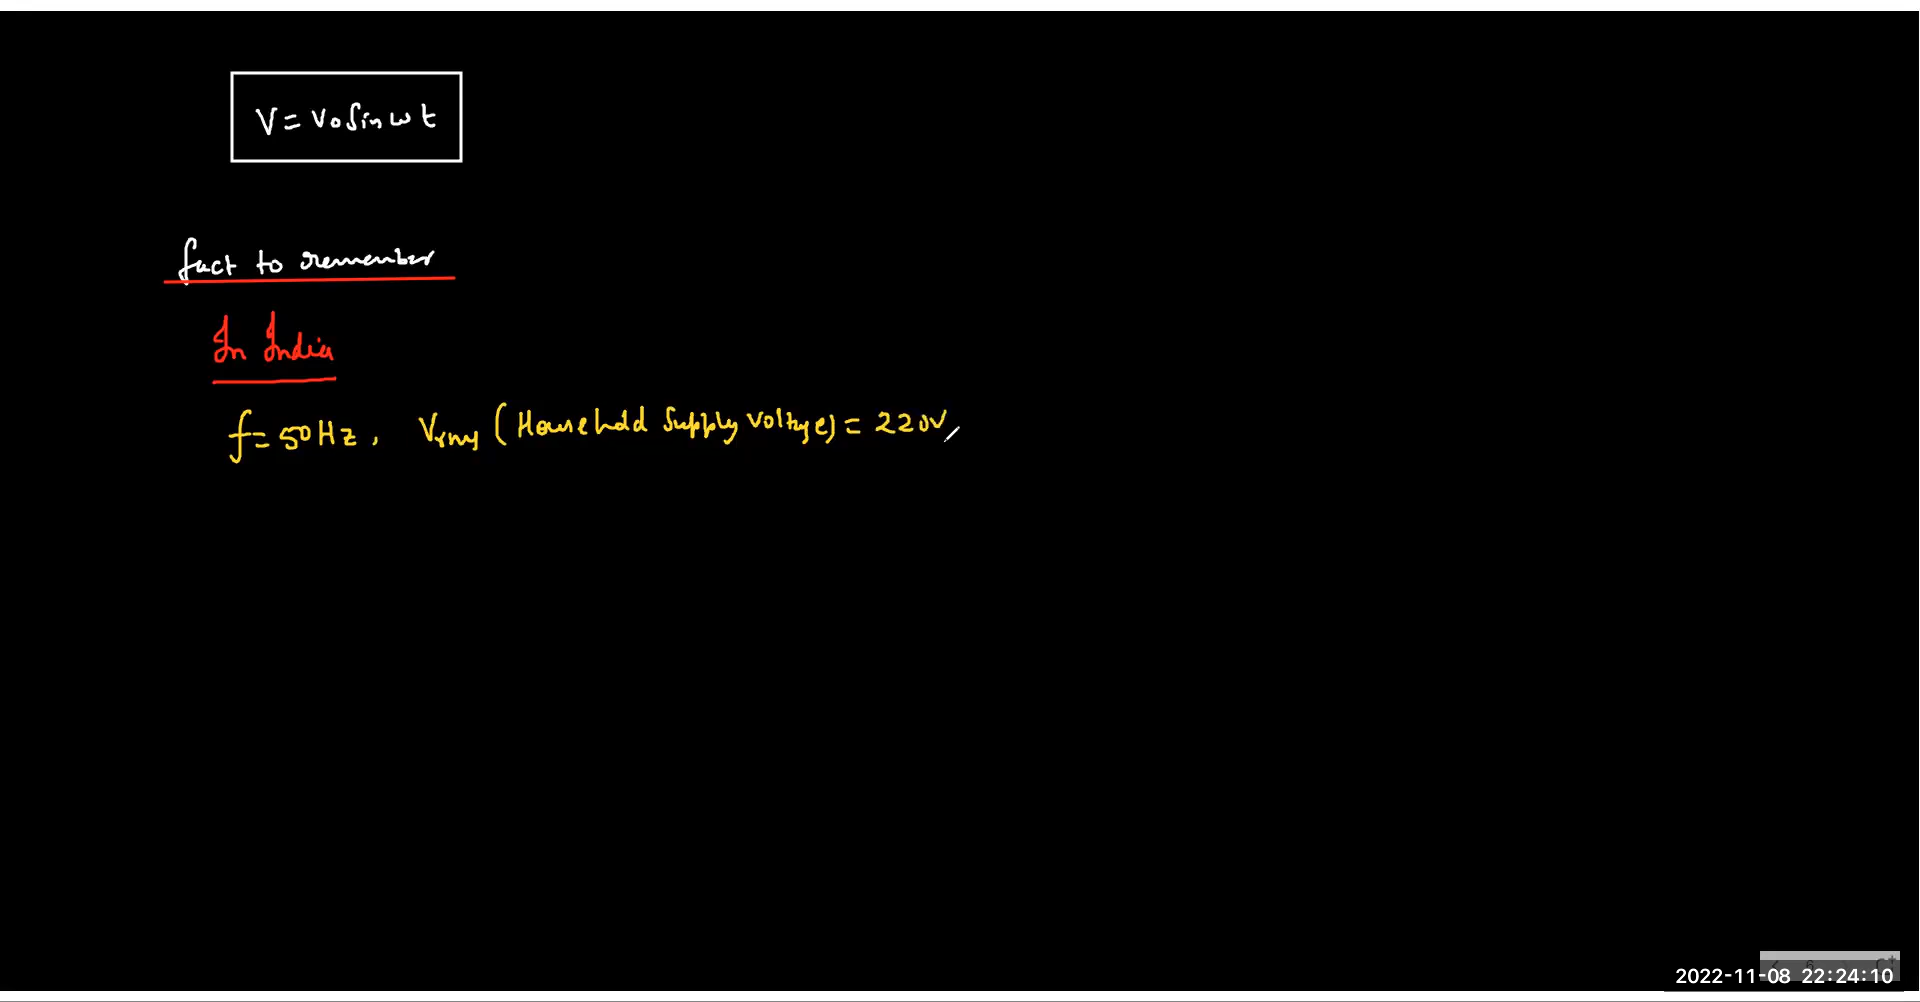 V = V₀ Sin ω t
fact to remember
In India
f = 50 Hz, Vrms (Household Supply Voltage) = 220V
2022-11-08 22:24:10